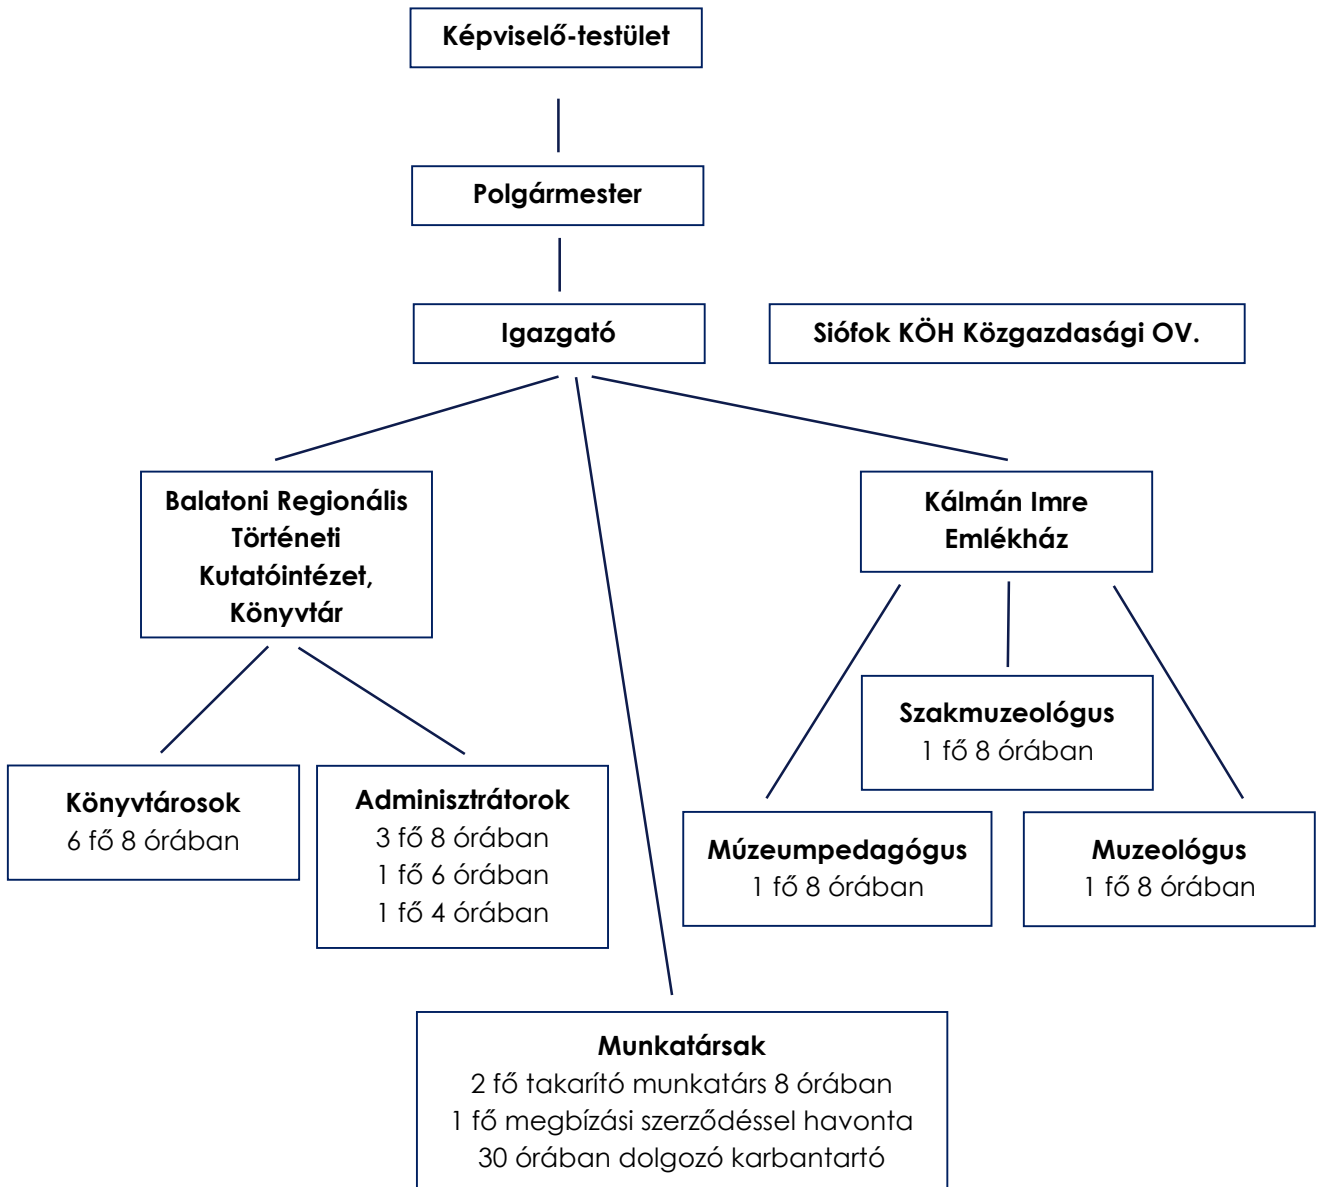 Képviselő-testület
Polgármester
Igazgató
Siófok KÖH Közgazdasági OV.
Balatoni Regionális
Történeti
Kutatóintézet,
Könyvtár
Kálmán Imre
Emlékház
Szakmuzeológus
1 fő 8 órában
Könyvtárosok
6 fő 8 órában
Adminisztrátorok
3 fő 8 órában
1 fő 6 órában
1 fő 4 órában
Múzeumpedagógus
1 fő 8 órában
Muzeológus
1 fő 8 órában
Munkatársak
2 fő takarító munkatárs 8 órában
1 fő megbízási szerződéssel havonta
30 órában dolgozó karbantartó